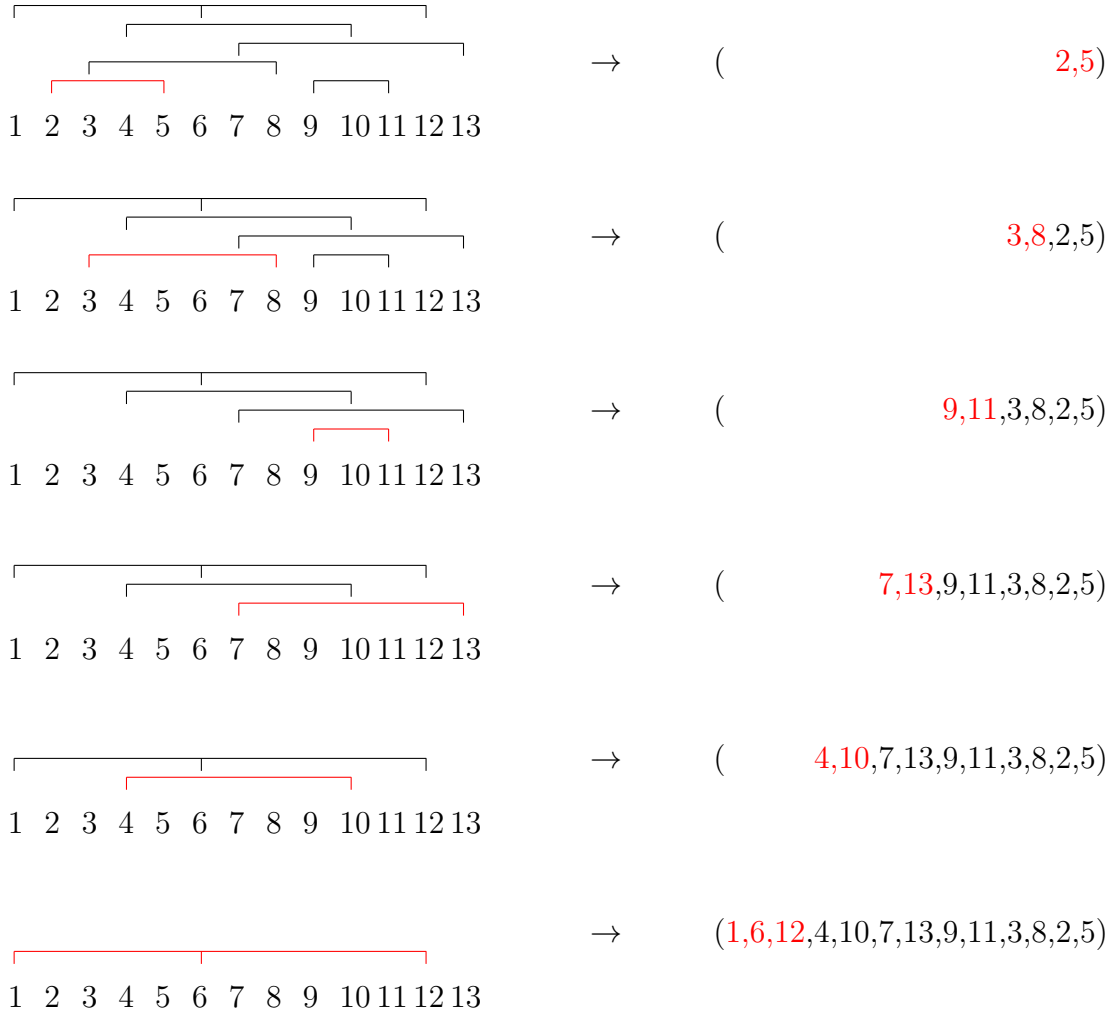 → ( 2,5)
1 2 3 4 5 6 7 8 9 10 11 12 13
→ ( 3,8,2,5)
1 2 3 4 5 6 7 8 9 10 11 12 13
→ ( 9,11,3,8,2,5)
1 2 3 4 5 6 7 8 9 10 11 12 13
→ ( 7,13,9,11,3,8,2,5)
1 2 3 4 5 6 7 8 9 10 11 12 13
→ ( 4,10,7,13,9,11,3,8,2,5)
1 2 3 4 5 6 7 8 9 10 11 12 13
→ (1,6,12,4,10,7,13,9,11,3,8,2,5)
1 2 3 4 5 6 7 8 9 10 11 12 13